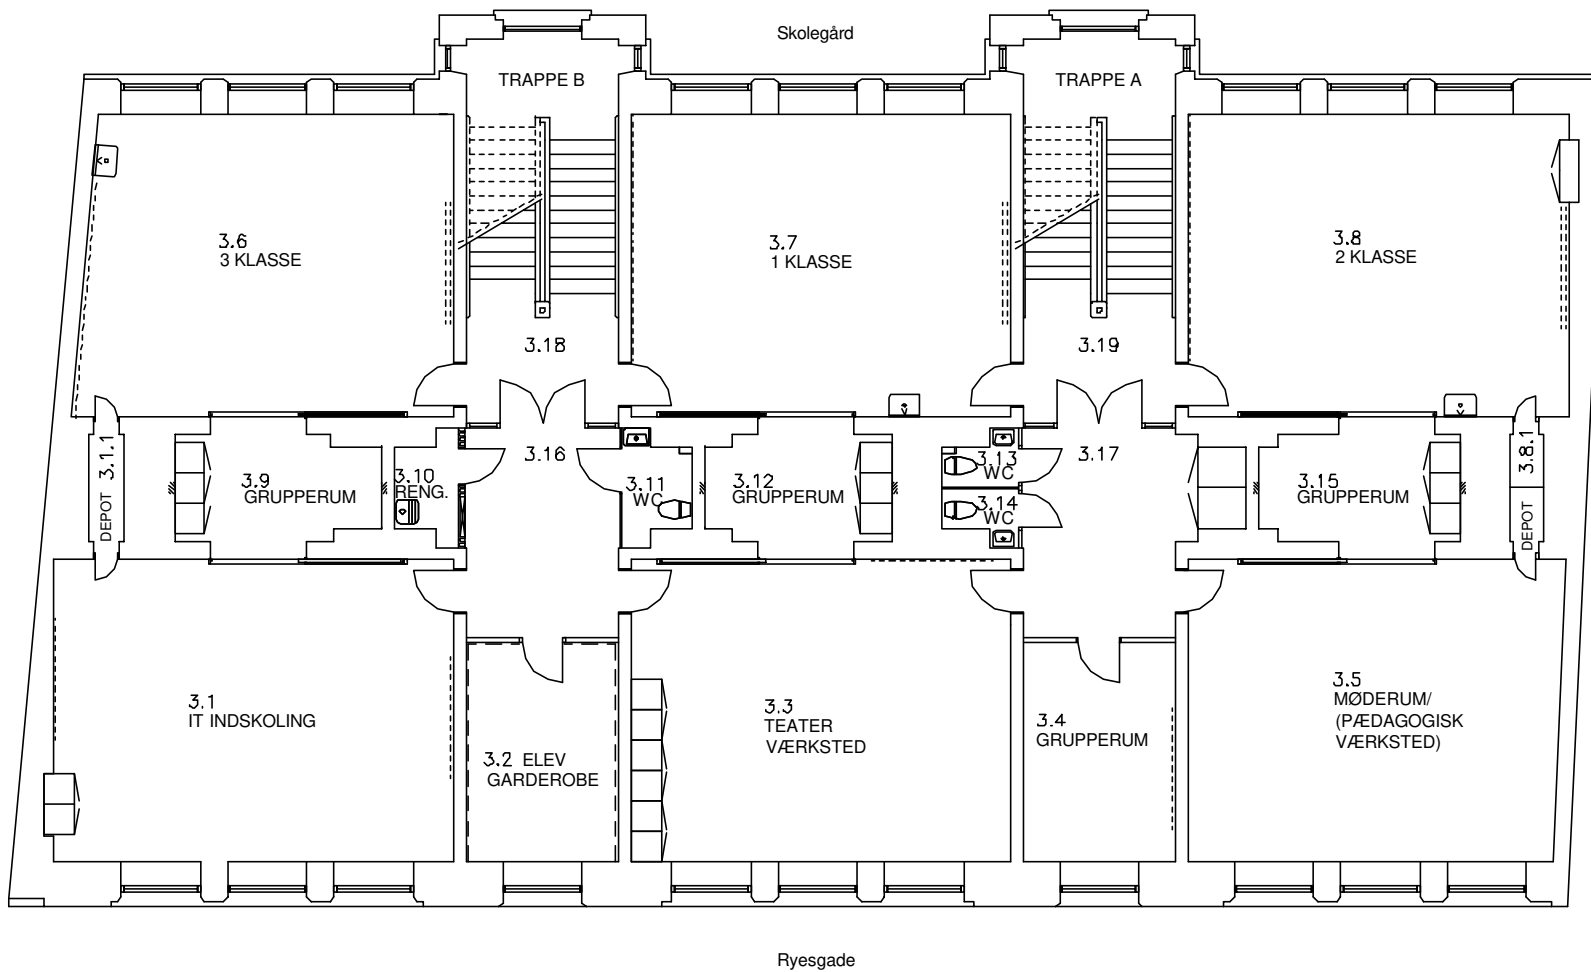 Skolegård
TRAPPE B
TRAPPE A
3.6
3 KLASSE
3.7
1 KLASSE
3.8
2 KLASSE
3.18
3.19
3.16
3.17
DEPOT 3.1.1
3.9
GRUPPERUM
3.10
RENG.
3.11
WC
3.12
GRUPPERUM
3.13
WC
3.14
WC
3.15
GRUPPERUM
DEPOT 3.8.1
3.1
IT INDSKOLING
3.2 ELEV
GARDEROBE
3.3
TEATER
VÆRKSTED
3.4
GRUPPERUM
3.5
MØDERUM/
(PÆDAGOGISK
VÆRKSTED)
Ryesgade